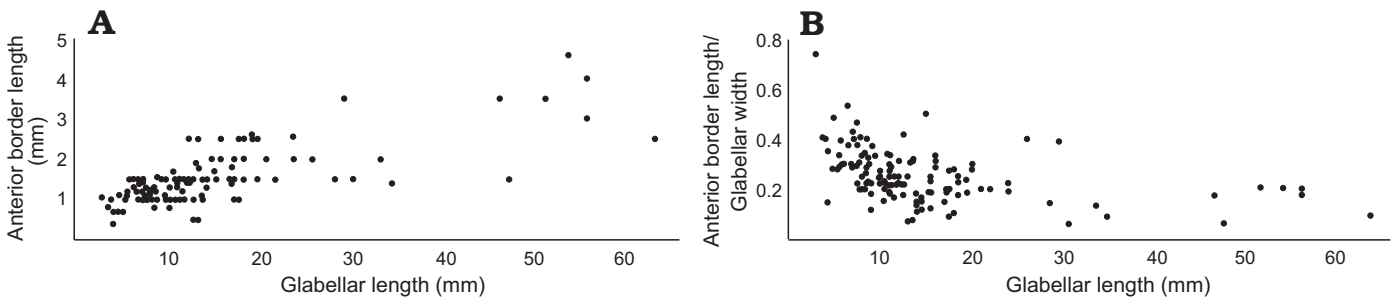 A
Anterior border length
(mm)
5
4
3
2
1
10 20 30 40 50 60
Glabellar length (mm)
B
Anterior border length/
Glabellar width
0.8
0.6
0.4
0.2
10 20 30 40 50 60
Glabellar length (mm)